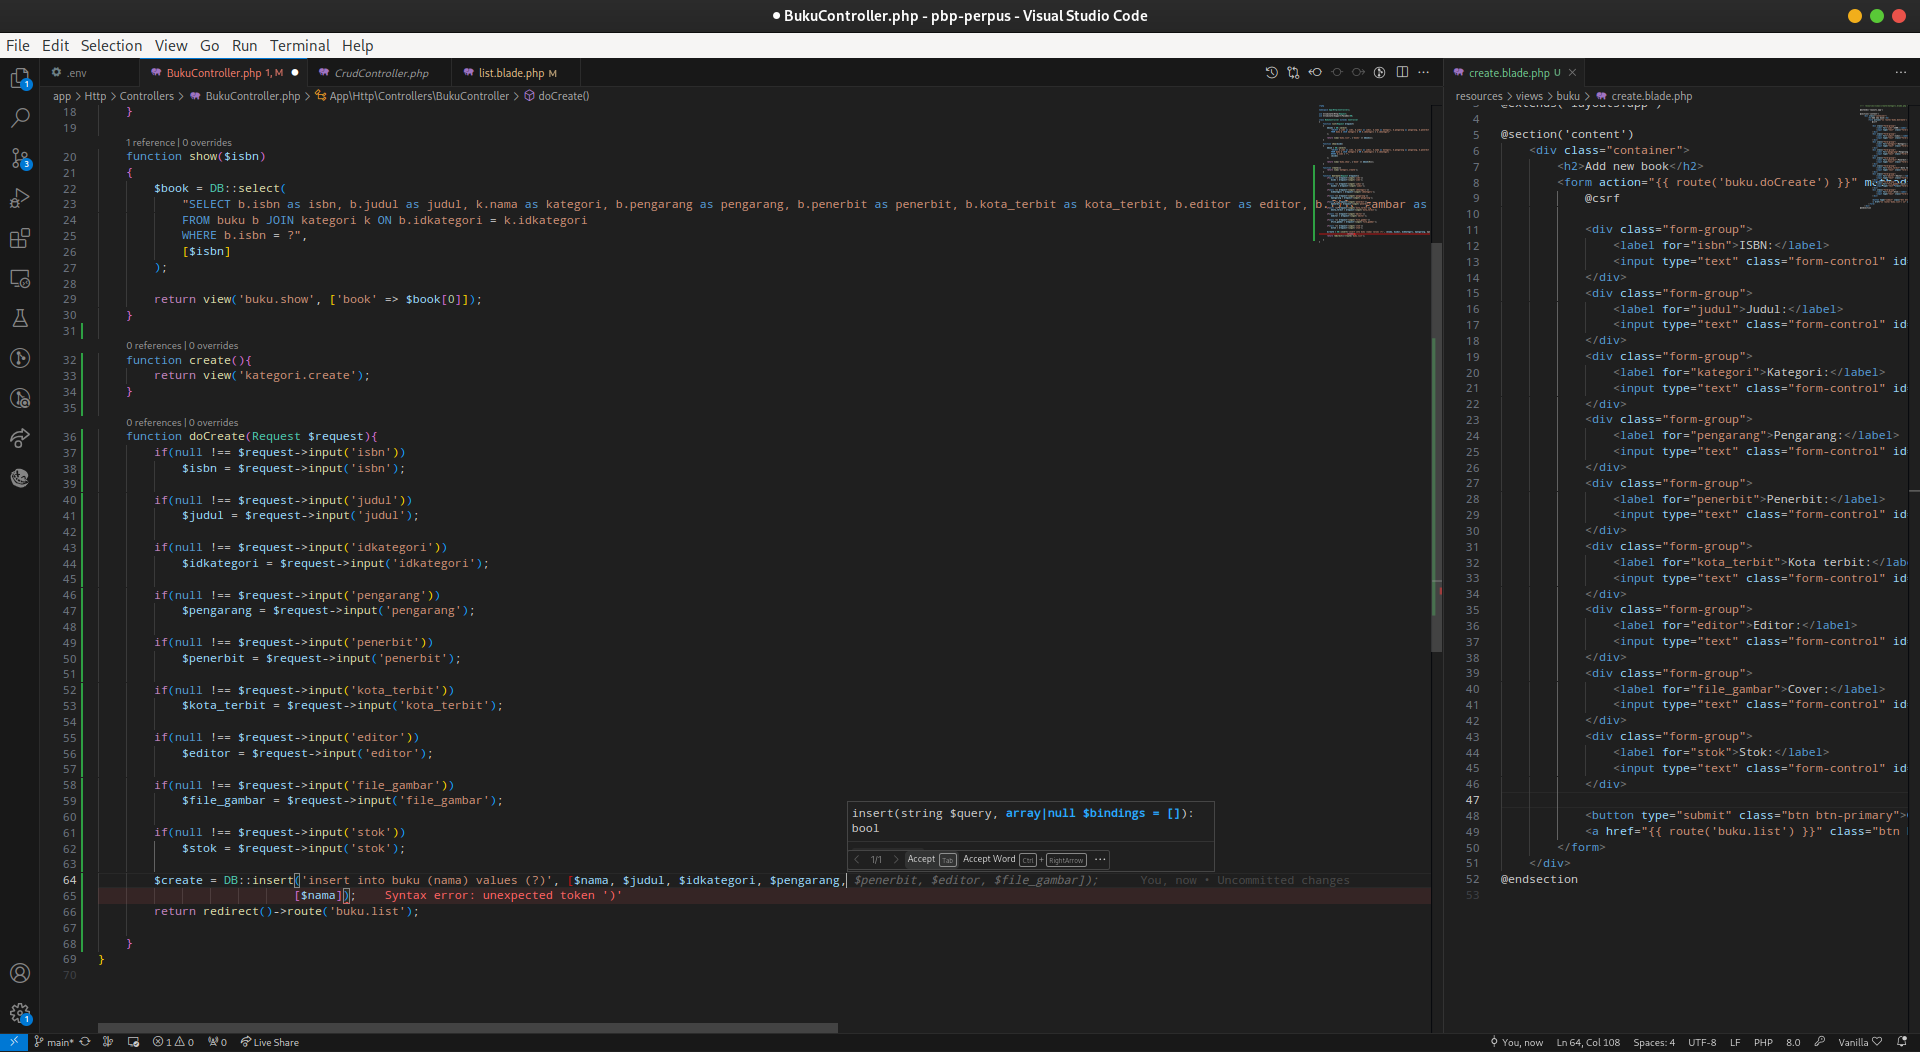 ● BukuController.php - pbp-perpus - Visual Studio Code
File Edit Selection View Go Run Terminal Help
.env
BukuController.php 1, M
CrudController.php
list.blade.php M
create.blade.php U
app > Http > Controllers > BukuController.php > App\Http\Controllers\BukuController > doCreate()
18 }
19
1 reference | 0 overrides
20 function show($isbn)
21 {
22 $book = DB::select(
23 "SELECT b.isbn as isbn, b.judul as judul, k.nama as kategori, b.pengarang as pengarang, b.penerbit as penerbit, b.kota_terbit as kota_terbit, b.editor as editor,
24 FROM buku b JOIN kategori k ON b.idkategori = k.idkategori
25 WHERE b.isbn = ?",
26 [$isbn]
27 );
28
29 return view('buku.show', ['book' => $book[0]]);
30 }
31
0 references | 0 overrides
32 function create(){
33 return view('kategori.create');
34 }
35
0 references | 0 overrides
36 function doCreate(Request $request){
37 if(null !== $request->input('isbn'))
38 $isbn = $request->input('isbn');
39
40 if(null !== $request->input('judul'))
41 $judul = $request->input('judul');
42
43 if(null !== $request->input('idkategori'))
44 $idkategori = $request->input('idkategori');
45
46 if(null !== $request->input('pengarang'))
47 $pengarang = $request->input('pengarang');
48
49 if(null !== $request->input('penerbit'))
50 $penerbit = $request->input('penerbit');
51
52 if(null !== $request->input('kota_terbit'))
53 $kota_terbit = $request->input('kota_terbit');
54
55 if(null !== $request->input('editor'))
56 $editor = $request->input('editor');
57
58 if(null !== $request->input('file_gambar'))
59 $file_gambar = $request->input('file_gambar');
60
61 if(null !== $request->input('stok'))
62 $stok = $request->input('stok');
63
insert(string $query, array|null $bindings = []):
bool
1/1 Accept Tab Accept Word Ctrl + RightArrow ...
64 $create = DB::insert('insert into buku (nama) values (?)', [$nama, $judul, $idkategori, $pengarang, $penerbit, $editor, $file_gambar]); You, now • Uncommitted changes
65 [$nama]); Syntax error: unexpected token ')'
66 return redirect()->route('buku.list');
67
68 }
69 }
70
resources > views > buku > create.blade.php
4
5 @section('content')
6 <div class="container">
7 <h2>Add new book</h2>
8 <form action="{{ route('buku.doCreate') }}"
9 @csrf
10
11 <div class="form-group">
12 <label for="isbn">ISBN:</label>
13 <input type="text" class="form-control" id
14 </div>
15 <div class="form-group">
16 <label for="judul">Judul:</label>
17 <input type="text" class="form-control" id
18 </div>
19 <div class="form-group">
20 <label for="kategori">Kategori:</label>
21 <input type="text" class="form-control" id
22 </div>
23 <div class="form-group">
24 <label for="pengarang">Pengarang:</label>
25 <input type="text" class="form-control" id
26 </div>
27 <div class="form-group">
28 <label for="penerbit">Penerbit:</label>
29 <input type="text" class="form-control" id
30 </div>
31 <div class="form-group">
32 <label for="kota_terbit">Kota terbit:</lab
33 <input type="text" class="form-control" id
34 </div>
35 <div class="form-group">
36 <label for="editor">Editor:</label>
37 <input type="text" class="form-control" id
38 </div>
39 <div class="form-group">
40 <label for="file_gambar">Cover:</label>
41 <input type="text" class="form-control" id
42 </div>
43 <div class="form-group">
44 <label for="stok">Stok:</label>
45 <input type="text" class="form-control" id
46 </div>
47
48 <button type="submit" class="btn btn-primary">
49 <a href="{{ route('buku.list') }}" class="btn
50 </form>
51 </div>
52 @endsection
53
main* 1 0 0 Live Share
You, now Ln 64, Col 108 Spaces: 4 UTF-8 LF PHP 8.0 Vanilla